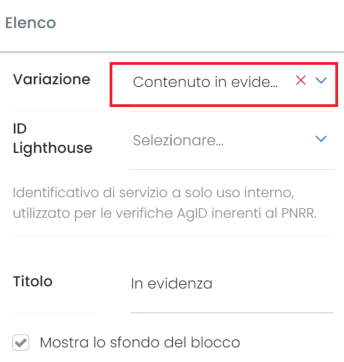 Elenco
Variazione
Contenuto in evide...
ID
Lighthouse
Selezionare...
Identificativo di servizio a solo uso interno,
utilizzato per le verifiche AgID inerenti al PNRR.
Titolo
In evidenza
Mostra lo sfondo del blocco